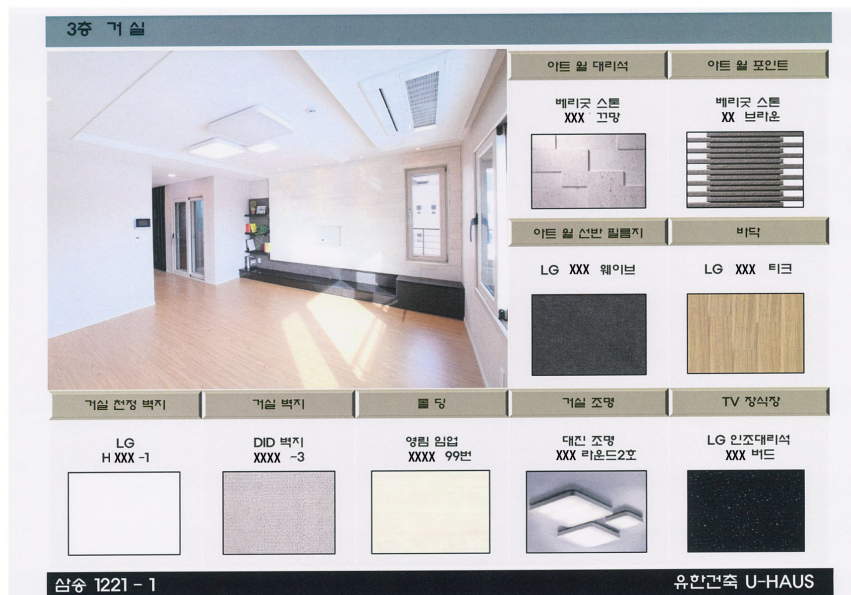 3층 거 실
아트 월 대리석
아트 월 포인트
베리굿 스톤
XXX 끄망
베리굿 스톤
XX 브라운
아트 월 선반 필름지
바닥
LG XXX 웨이브
LG XXX 티크
거실 천정 벽지
거실 벽지
몰 딩
거실 조명
TV 장식장
LG
H XXX -1
DID 벽지
XXXX -3
영림 임업
XXXX 99번
대진 조명
XXX 라운드2호
LG 인조대리석
XXX 버드
삼송 1221 - 1
유한건축 U-HAUS